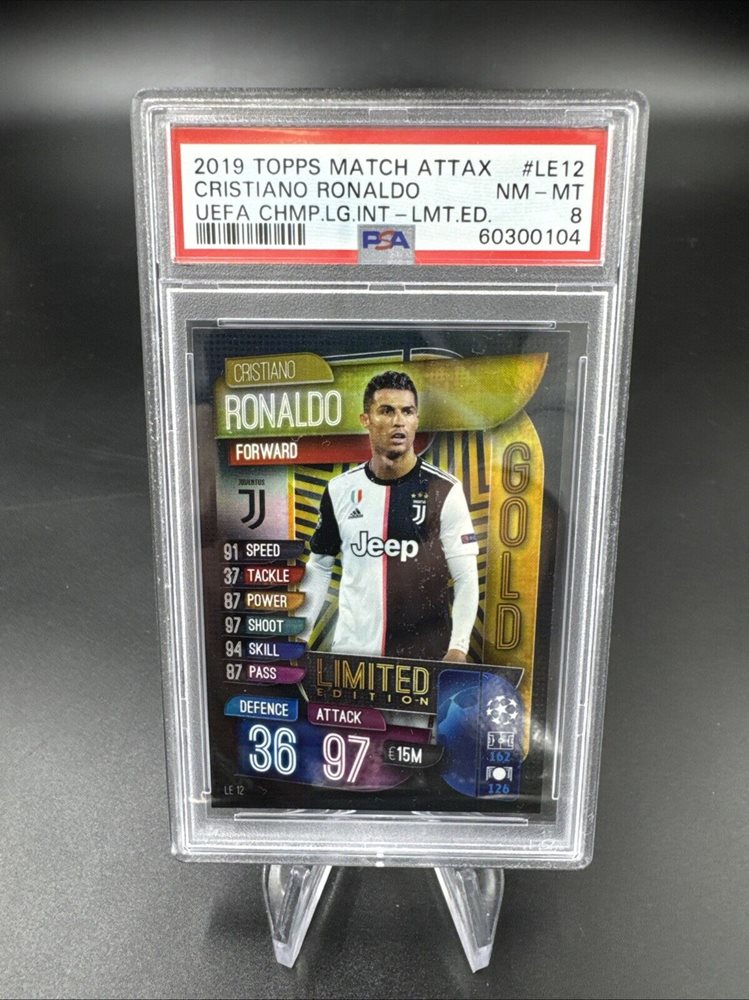 2019 TOPPS MATCH ATTAX #LE12
CRISTIANO RONALDO NM – MT
UEFA CHMP.LG.INT – LMT.ED. 8
PSA 60300104
CRISTIANO
RONALDO
FORWARD
JUVENTUS
GOLD
91 SPEED
37 TACKLE
87 POWER
97 SHOOT
94 SKILL
87 PASS
Jeep
LIMITED
EDITION
DEFENCE ATTACK
36 97 €15M
162
126
LE 12